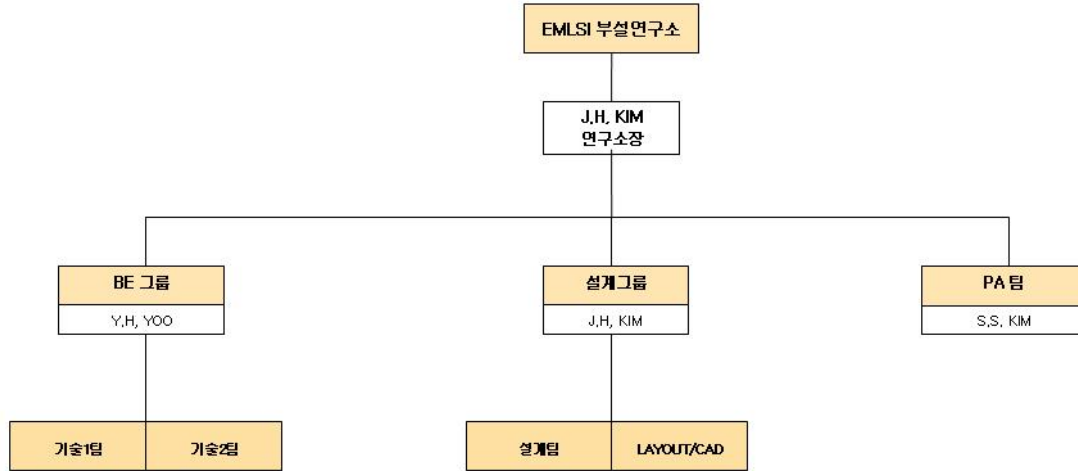 EMLSI 부설연구소
J.H. KIM
연구소장
BE 그룹
설계그룹
PA 팀
Y.H. YOO
J.H. KIM
S.S. KIM
기술1팀
기술2팀
설계팀
LAYOUT/CAD